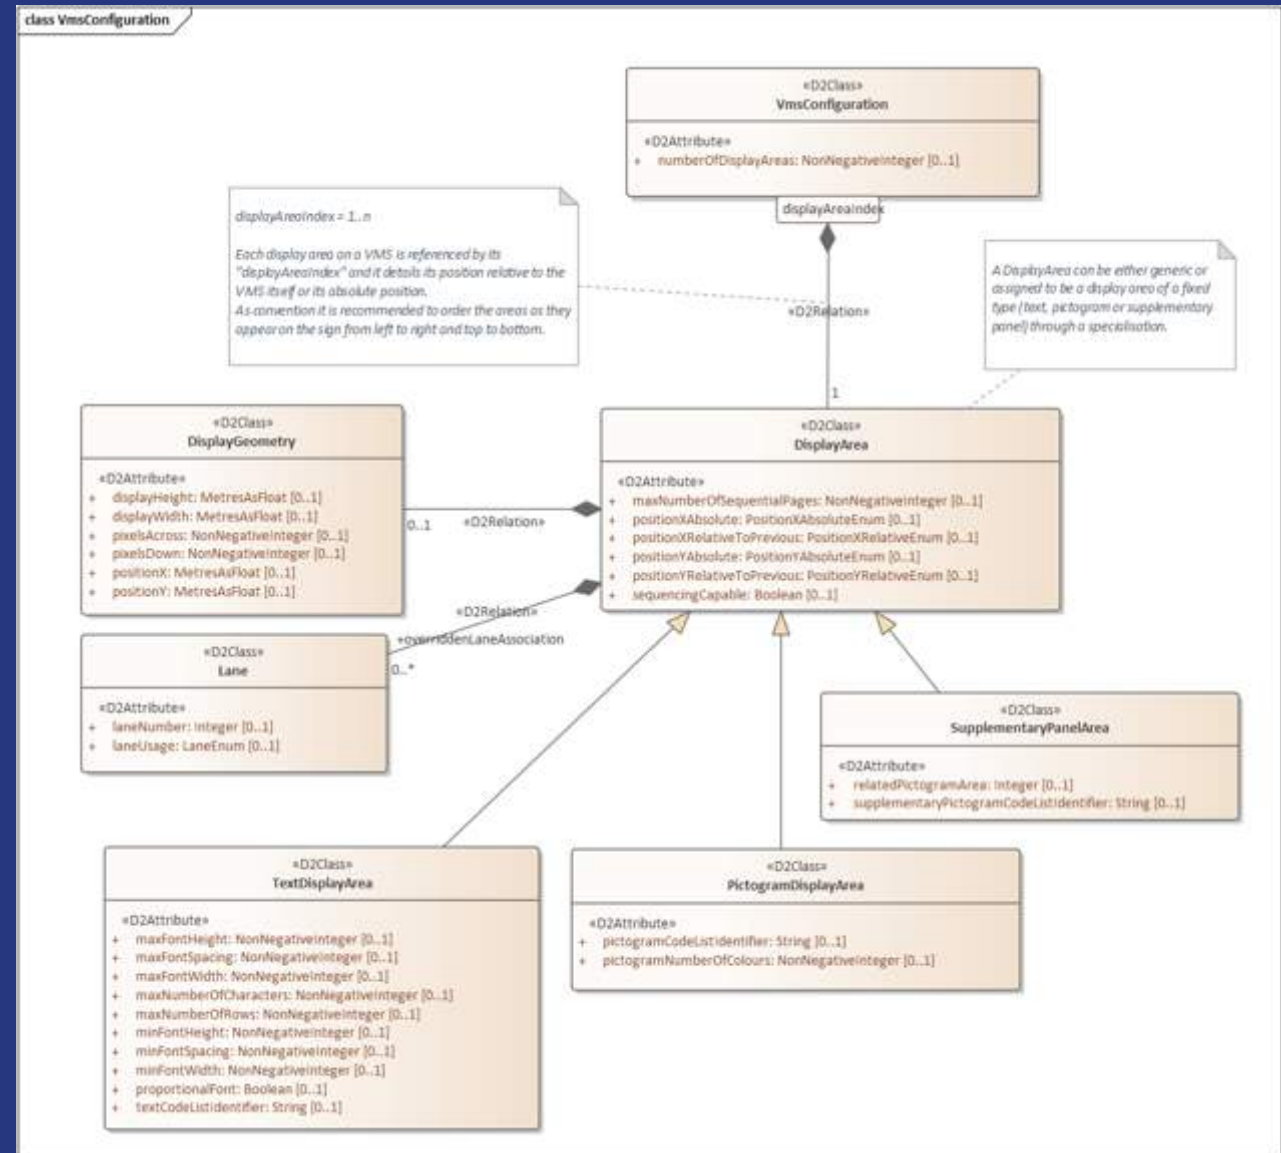 class VmsConfiguration
«D2Class»
VmsConfiguration
«D2Attribute»
+ numberOfDisplayAreas: NonNegativeInteger [0..1]
displayAreaIndex
displayAreaIndex = 1..n
Each display area on a VMS is referenced by its
"displayAreaIndex" and it details its position relative to the
VMS itself or its absolute position.
As convention it is recommended to order the areas as they
appear on the sign from left to right and top to bottom.
A DisplayArea can be either generic or
assigned to be a display area of a fixed
type (text, pictogram or supplementary
panel) through a specialisation.
«D2Relation»
1
«D2Class»
DisplayGeometry
«D2Attribute»
+ displayHeight: MetresAsFloat [0..1]
+ displayWidth: MetresAsFloat [0..1]
+ pixelsAcross: NonNegativeInteger [0..1]
+ pixelsDown: NonNegativeInteger [0..1]
+ positionX: MetresAsFloat [0..1]
+ positionY: MetresAsFloat [0..1]
0..1
«D2Relation»
«D2Class»
DisplayArea
«D2Attribute»
+ maxNumberOfSequentialPages: NonNegativeInteger [0..1]
+ positionXAbsolute: PositionXAbsoluteEnum [0..1]
+ positionXRelativeToPrevious: PositionXRelativeEnum [0..1]
+ positionYAbsolute: PositionYAbsoluteEnum [0..1]
+ positionYRelativeToPrevious: PositionYRelativeEnum [0..1]
+ sequencingCapable: Boolean [0..1]
«D2Relation»
+overriddenLaneAssociation
0..*
«D2Class»
Lane
«D2Attribute»
+ laneNumber: Integer [0..1]
+ laneUsage: LaneEnum [0..1]
«D2Class»
SupplementaryPanelArea
«D2Attribute»
+ relatedPictogramArea: Integer [0..1]
+ supplementaryPictogramCodeListIdentifier: String [0..1]
«D2Class»
TextDisplayArea
«D2Attribute»
+ maxFontHeight: NonNegativeInteger [0..1]
+ maxFontSpacing: NonNegativeInteger [0..1]
+ maxFontWidth: NonNegativeInteger [0..1]
+ maxNumberOfCharacters: NonNegativeInteger [0..1]
+ maxNumberOfRows: NonNegativeInteger [0..1]
+ minFontHeight: NonNegativeInteger [0..1]
+ minFontSpacing: NonNegativeInteger [0..1]
+ minFontWidth: NonNegativeInteger [0..1]
+ proportionalFont: Boolean [0..1]
+ textCodeListIdentifier: String [0..1]
«D2Class»
PictogramDisplayArea
«D2Attribute»
+ pictogramCodeListIdentifier: String [0..1]
+ pictogramNumberOfColours: NonNegativeInteger [0..1]